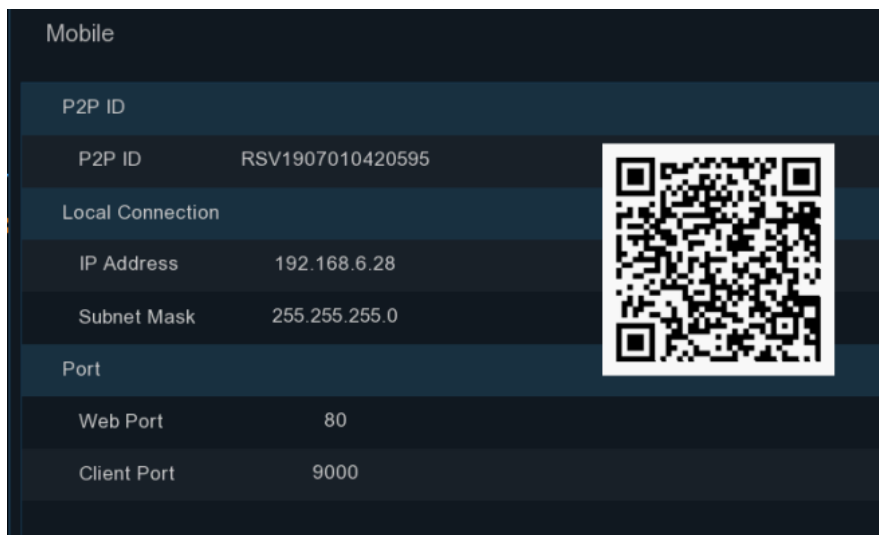 Mobile
P2P ID
P2P ID RSV1907010420595
Local Connection
IP Address 192.168.6.28
Subnet Mask 255.255.255.0
Port
Web Port 80
Client Port 9000